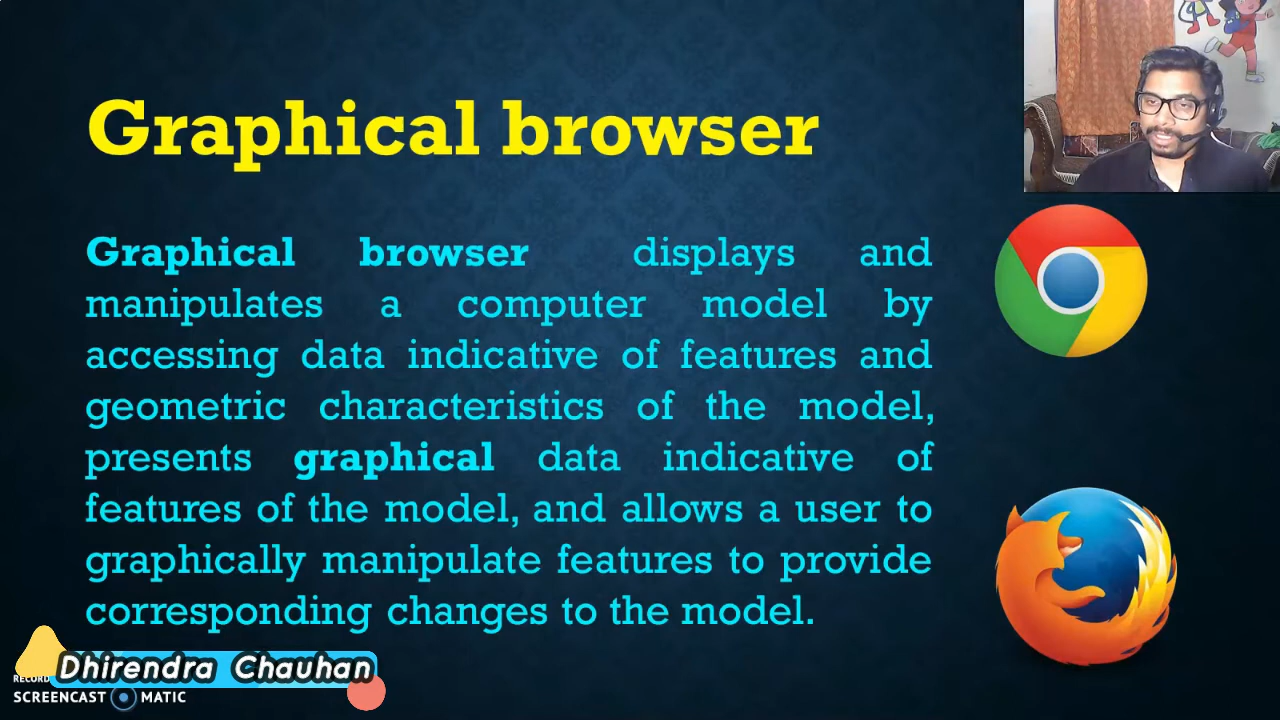 Graphical browser
Graphical browser displays and
manipulates a computer model by
accessing data indicative of features and
geometric characteristics of the model,
presents graphical data indicative of
features of the model, and allows a user to
graphically manipulate features to provide
corresponding changes to the model.
Dhirendra Chauhan
RECORD
SCREENCAST MATIC